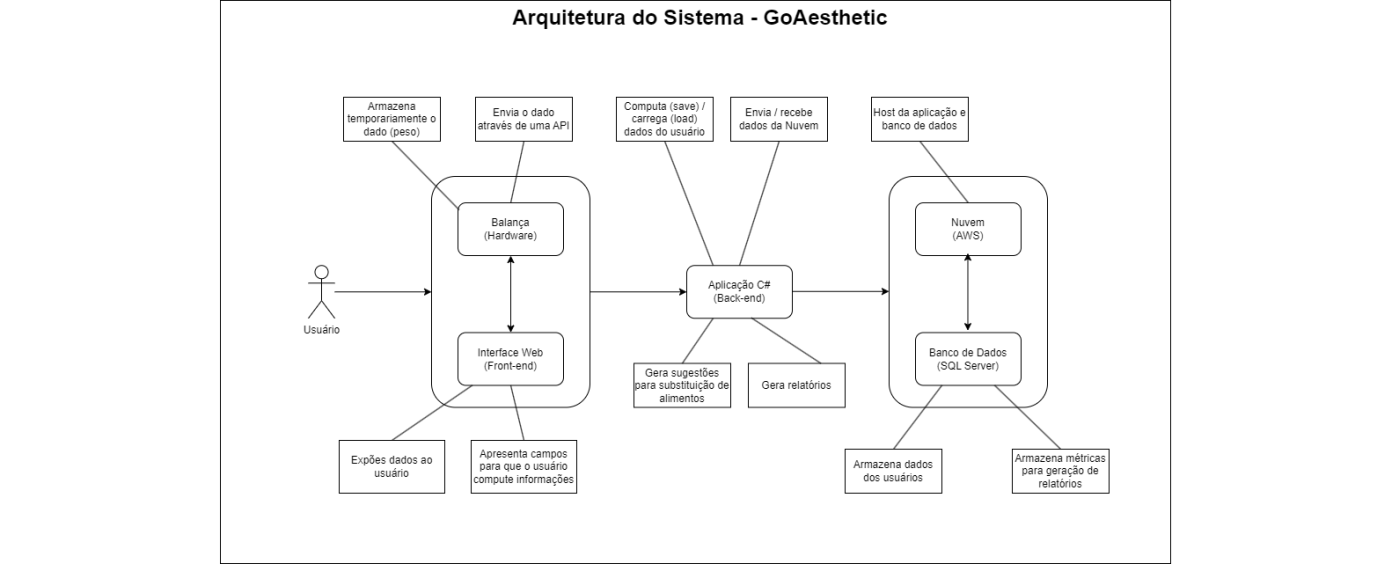 Arquitetura do Sistema - GoAesthetic
Armazena
temporariamente o
dado (peso)
Envia o dado
através de uma API
Computa (save) /
carrega (load)
dados do usuário
Envia / recebe
dados da Nuvem
Host da aplicação e
banco de dados
Balança
(Hardware)
Nuvem
(AWS)
Aplicação C#
(Back-end)
Usuário
Interface Web
(Front-end)
Banco de Dados
(SQL Server)
Gera sugestões
para substituição de
alimentos
Gera relatórios
Expões dados ao
usuário
Apresenta campos
para que o usuário
compute informações
Armazena dados
dos usuários
Armazena métricas
para geração de
relatórios